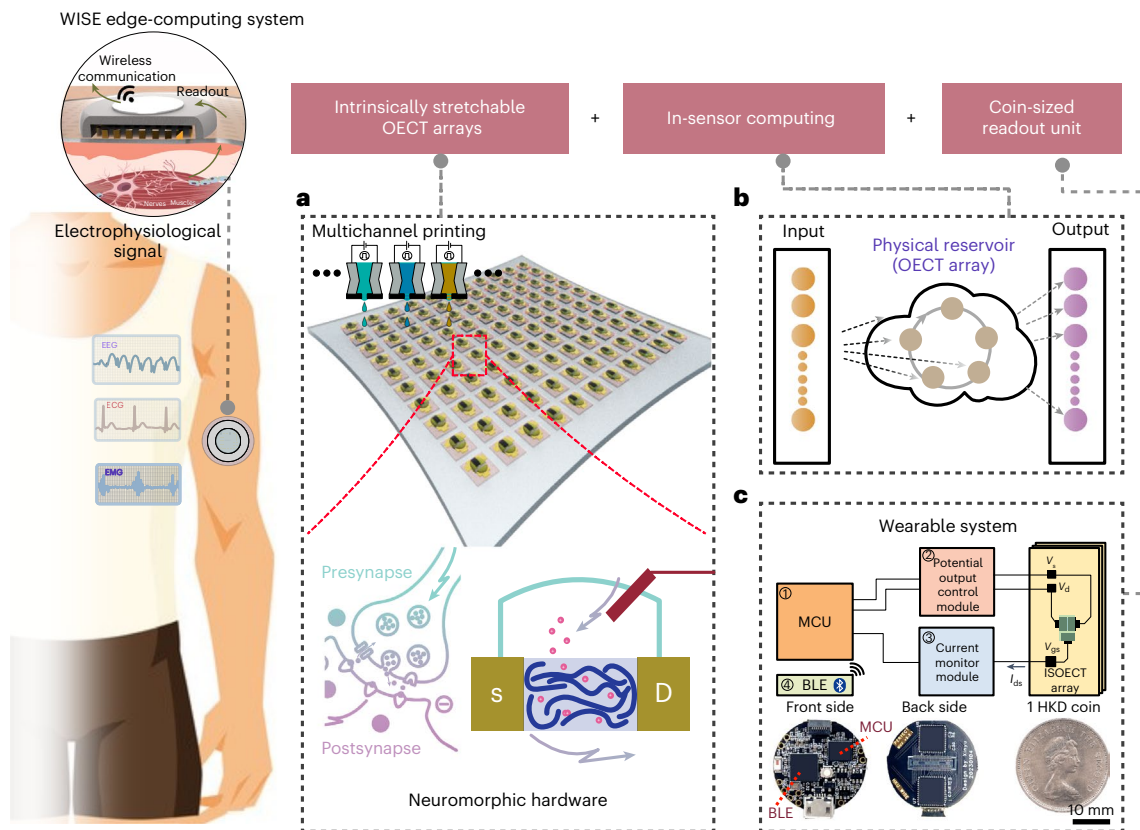 WISE edge-computing system
Wireless
communication
Readout
Nerves Muscles
Electrophysiological
signal
EEG
ECG
EMG
Intrinsically stretchable
OECT arrays
+
In-sensor computing
+
Coin-sized
readout unit
a
Multichannel printing
Presynapse
Postsynapse
S
D
Neuromorphic hardware
b
Input
Physical reservoir
(OECT array)
Output
c
Wearable system
①
MCU
②
Potential
output
control
module
③
Current
monitor
module
④ BLE
Vs
Vd
Vgs
Ids
ISOECT
array
Front side
Back side
1 HKD coin
MCU
BLE
10 mm